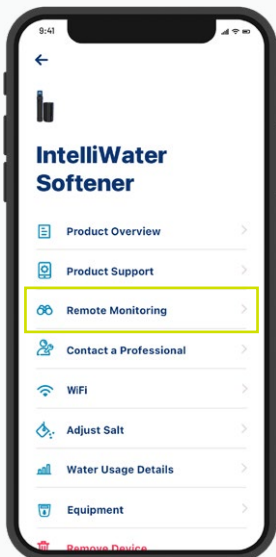 9:41
IntelliWater
Softener
Product Overview
Product Support
Remote Monitoring
Contact a Professional
WiFi
Adjust Salt
Water Usage Details
Equipment
Remove Device